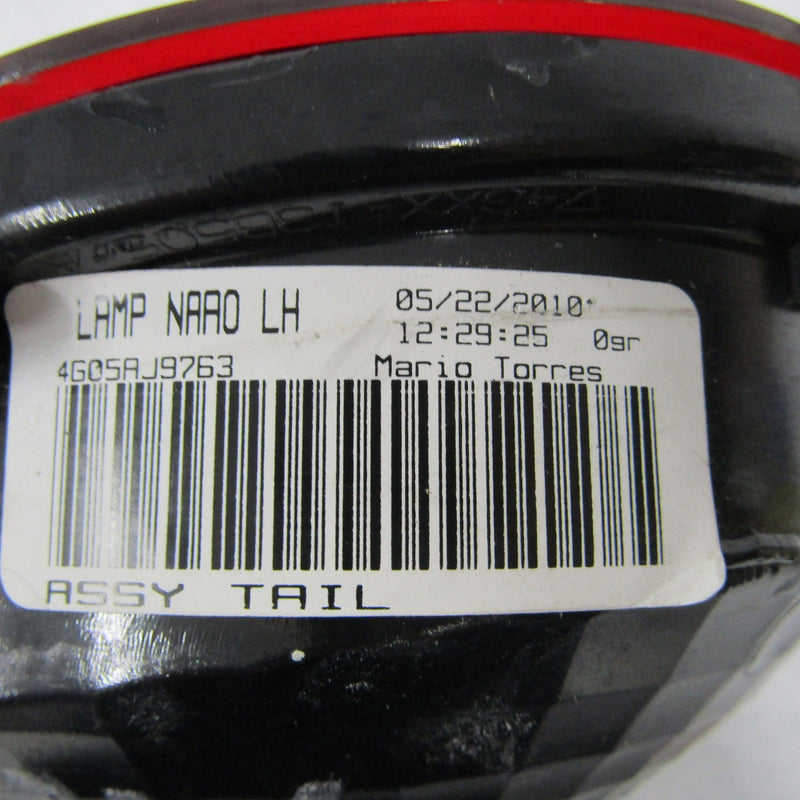 LAMP NAAO LH
05/22/2010
12:29:25 0gr
4G05AJ9763
Mario Torres
ASSY TAIL